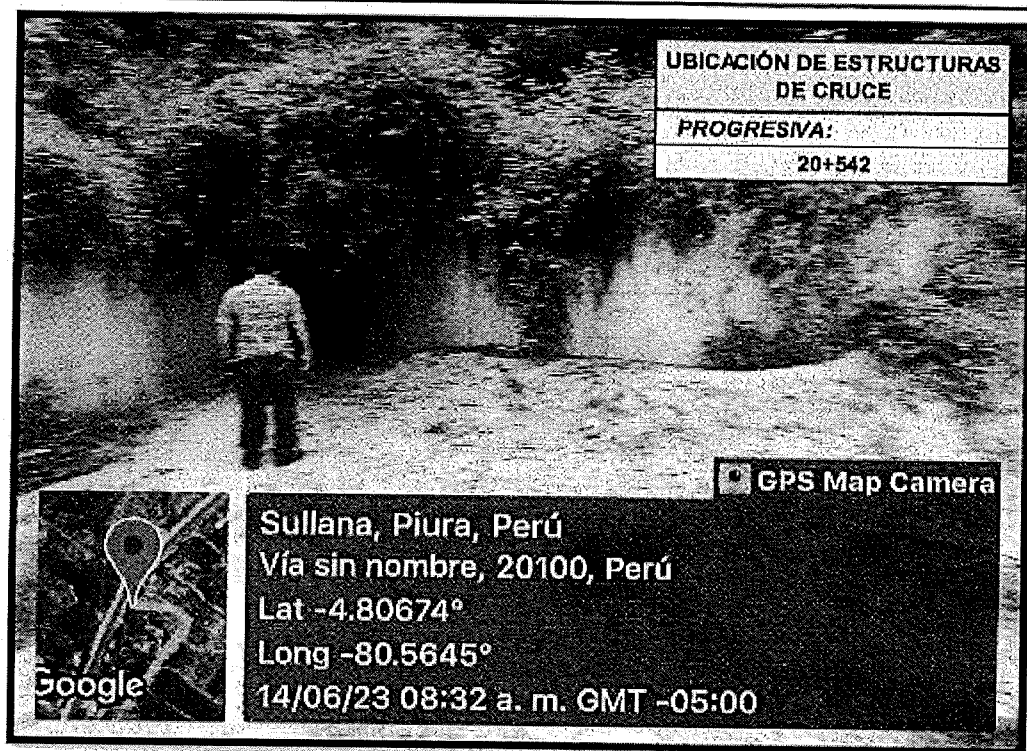 UBICACIÓN DE ESTRUCTURAS
DE CRUCE
PROGRESIVA:
20+542
GPS Map Camera
Sullana, Piura, Perú
Vía sin nombre, 20100, Perú
Lat -4.80674°
Long -80.5645°
14/06/23 08:32 a. m. GMT -05:00
Google